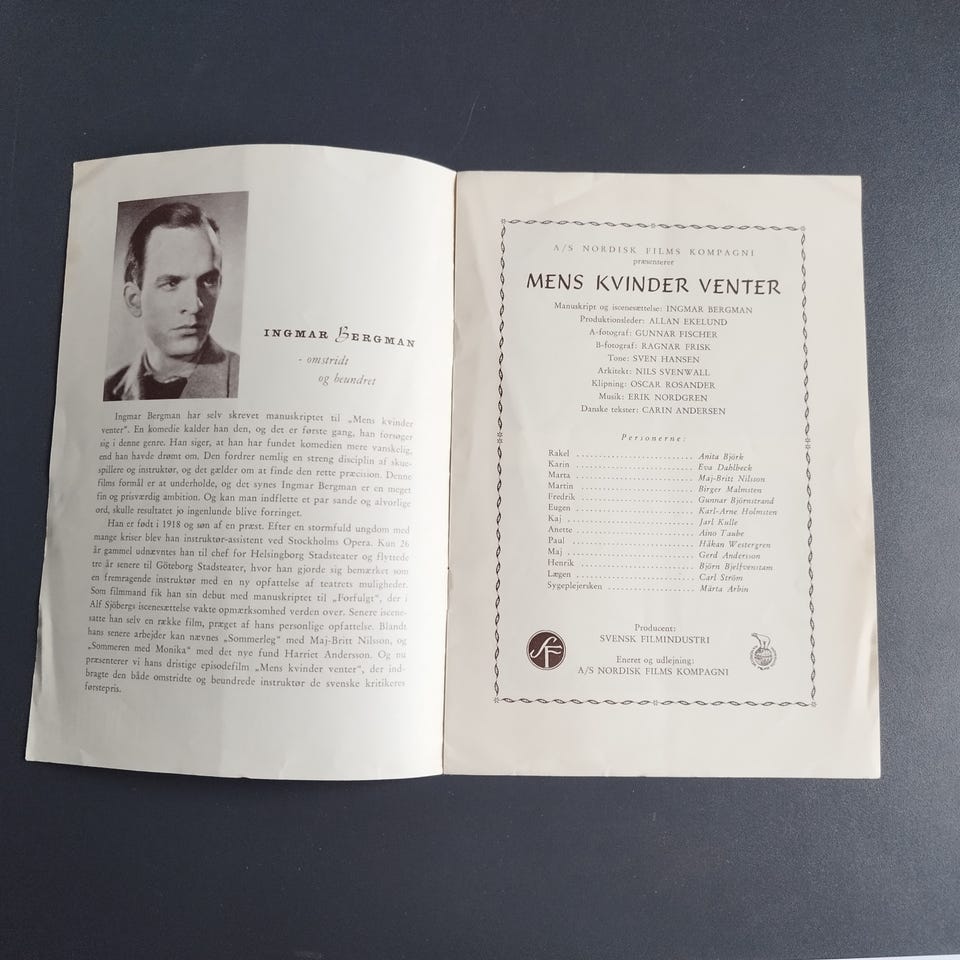 INGMAR BERGMAN
- omstridt
og beundret
Ingmar Bergman har selv skrevet manuskriptet til „Mens kvinder
venter". En komedie kalder han den, og det er første gang, han forsøger
sig i denne genre. Han siger, at han har fundet komedien mere vanskelig,
end han havde drømt om. Den fordrer nemlig en streng disciplin af skue-
spillere og instruktør, og det gælder om at finde den rette præcision. Denne
films formål er at underholde, og det synes Ingmar Bergman er en meget
fin og prisværdig ambition. Og kan man indflette et par sande og alvorlige
ord, skulle resultatet jo ingenlunde blive forringet.
Han er født i 1918 og søn af en præst. Efter en stormfuld ungdom med
mange kriser blev han instruktør-assistent ved Stockholms Opera. Kun 26
år gammel udnævntes han til chef for Helsingborg Stadsteater og flyttede
tre år senere til Göteborg Stadsteater, hvor han gjorde sig bemærket som
en fremragende instruktør med en ny opfattelse af teatrets muligheder.
Som filmmand fik han sin debut med manuskriptet til „Forfulgt", der i
Alf Sjöbergs iscenesættelse vakte opmærksomhed verden over. Senere iscene-
satte han selv en række film, præget af hans personlige opfattelse. Blandt
hans senere arbejder kan nævnes „Sommerleg" med Maj-Britt Nilsson, og
„Sommeren med Monika" med det nye fund Harriet Andersson. Og nu
præsenterer vi hans dristige episodefilm „Mens kvinder venter", der ind-
bragte den både omstridte og beundrede instruktør de svenske kritikeres
førstepris.
A/S NORDISK FILMS KOMPAGNI
præsenterer
MENS KVINDER VENTER
Manuskript og iscenesættelse: INGMAR BERGMAN
Produktionsleder: ALLAN EKELUND
A-fotograf: GUNNAR FISCHER
B-fotograf: RAGNAR FRISK
Tone: SVEN HANSEN
Arkitekt: NILS SVENWALL
Klipning: OSCAR ROSANDER
Musik: ERIK NORDGREN
Danske tekster: CARIN ANDERSEN
Personerne:
Rakel ........................ Anita Björk
Karin ........................ Eva Dahlbeck
Marta ........................ Maj-Britt Nilsson
Martin ........................ Birger Malmsten
Fredrik ........................ Gunnar Björnstrand
Eugen ........................ Karl-Arne Holmsten
Kaj ........................ Jarl Kulle
Anette ........................ Aino Taube
Paul ........................ Håkan Westergren
Maj ........................ Gerd Andersson
Henrik ........................ Björn Bjelfvenstam
Lægen ........................ Carl Ström
Sygeplejersken ........................ Märta Arbin
Producent:
SVENSK FILMINDUSTRI
SF
Eneret og udlejning:
A/S NORDISK FILMS KOMPAGNI